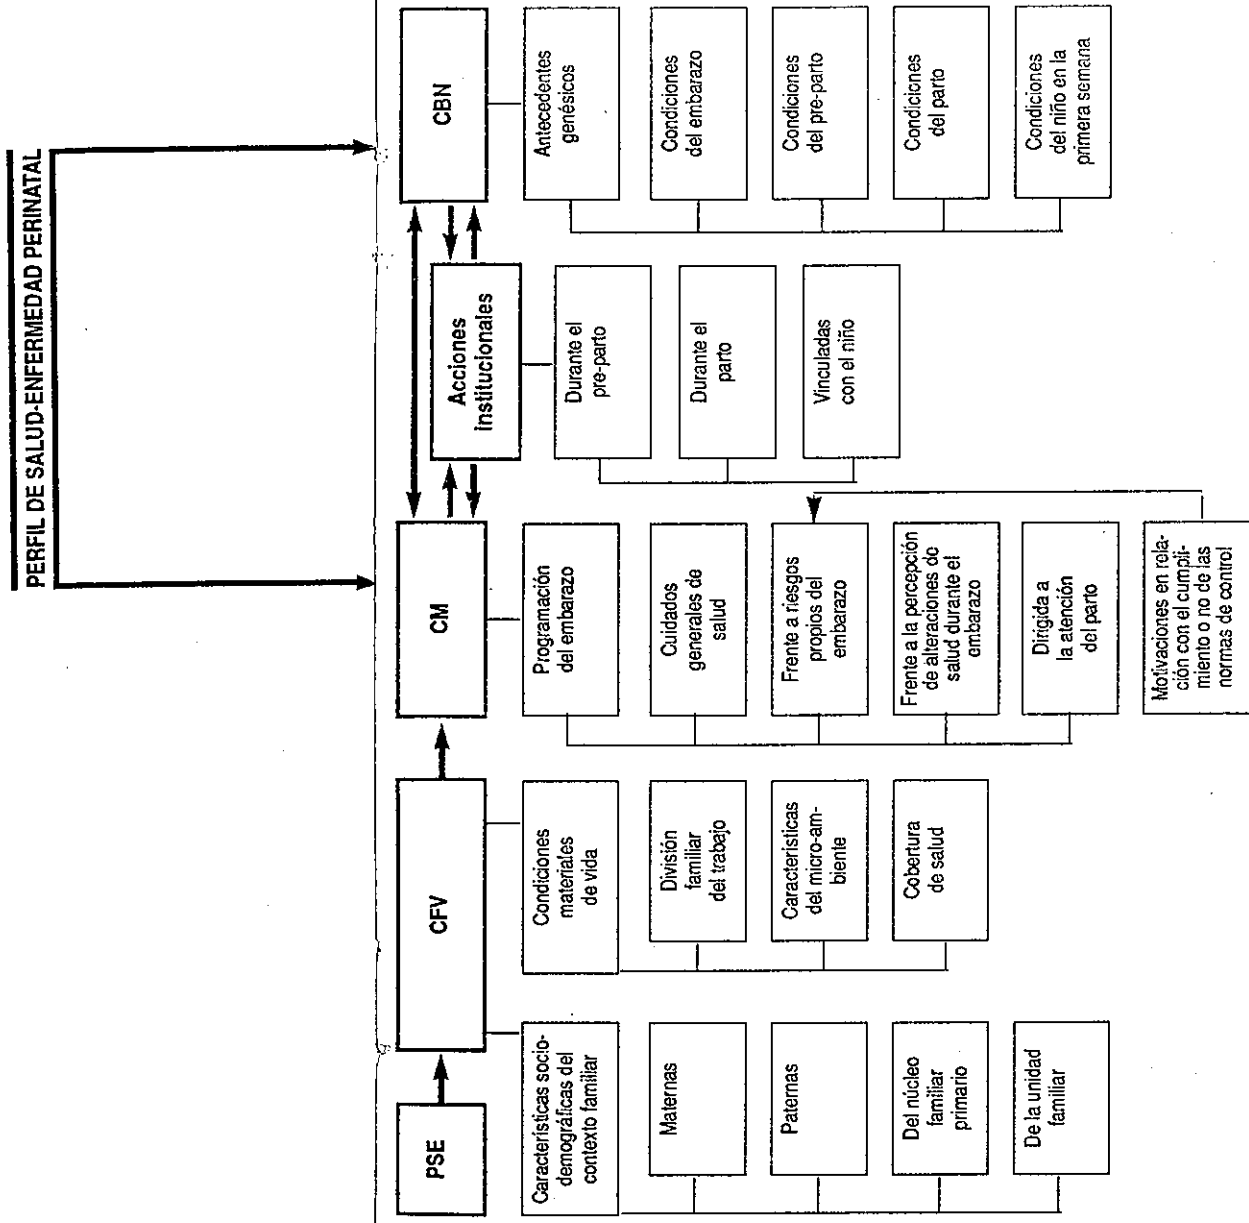 PERFIL DE SALUD-ENFERMEDAD PERINATAL
PSE
CFV
CM
Acciones
institucionales
CBN
Características socio-
demográficas del
contexto familiar
Maternas
Paternas
Del núcleo
familiar
primario
De la unidad
familiar
Condiciones
materiales
de vida
División
familiar
del trabajo
Características
del micro-am-
biente
Cobertura
de salud
Programación
del embarazo
Cuidados
generales de
salud
Frente a riesgos
propios del
embarazo
Frente a la percepción
de alteraciones de
salud durante el
embarazo
Dirigida a
la atención
del parto
Motivaciones en rela-
ción con el cumpli-
miento o no de las
normas de control
Durante el
pre-parto
Durante el
parto
Vinculadas
con el niño
Antecedentes
genésicos
Condiciones
del embarazo
Condiciones
del pre-parto
Condiciones
del parto
Condiciones
del niño en la
primera semana